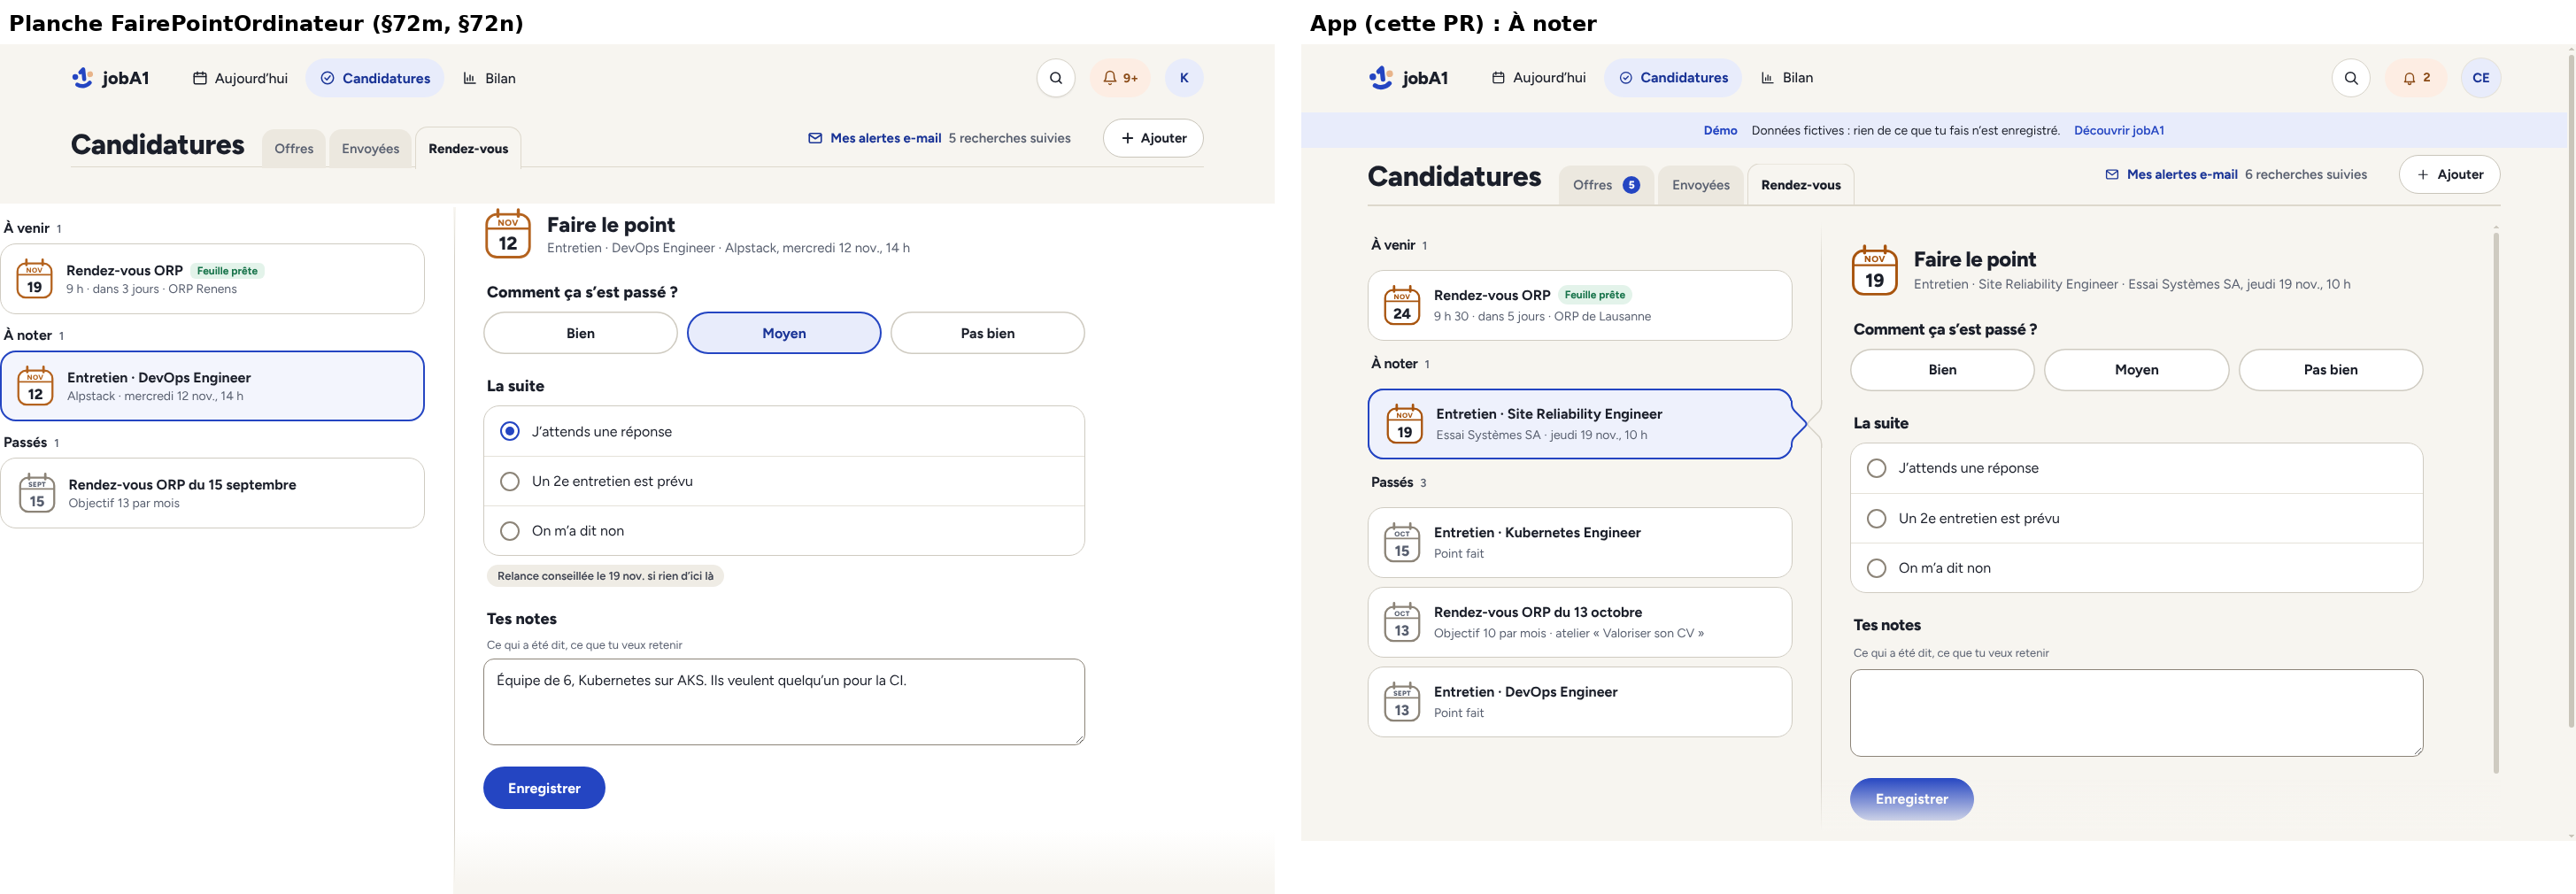 Planche FairePointOrdinateur (§72m, §72n)
jobA1 Aujourd'hui Candidatures Bilan 9+ K
Candidatures Offres Envoyées Rendez-vous Mes alertes e-mail 5 recherches suivies + Ajouter
À venir 1
NOV 19 Rendez-vous ORP Feuille prête
9 h · dans 3 jours · ORP Renens
À noter 1
NOV 12 Entretien · DevOps Engineer
Alpstack · mercredi 12 nov., 14 h
Passés 1
SEPT 15 Rendez-vous ORP du 15 septembre
Objectif 13 par mois
NOV 12 Faire le point
Entretien · DevOps Engineer · Alpstack, mercredi 12 nov., 14 h
Comment ça s'est passé ?
Bien Moyen Pas bien
La suite
J'attends une réponse
Un 2e entretien est prévu
On m'a dit non
Relance conseillée le 19 nov. si rien d'ici là
Tes notes
Ce qui a été dit, ce que tu veux retenir
Équipe de 6, Kubernetes sur AKS. Ils veulent quelqu'un pour la CI.
Enregistrer
App (cette PR) : À noter
jobA1 Aujourd'hui Candidatures Bilan 2 CE
Démo Données fictives : rien de ce que tu fais n'est enregistré. Découvrir jobA1
Candidatures Offres 5 Envoyées Rendez-vous Mes alertes e-mail 6 recherches suivies + Ajouter
À venir 1
NOV 24 Rendez-vous ORP Feuille prête
9 h 30 · dans 5 jours · ORP de Lausanne
À noter 1
NOV 19 Entretien · Site Reliability Engineer
Essai Systèmes SA · jeudi 19 nov., 10 h
Passés 3
OCT 15 Entretien · Kubernetes Engineer
Point fait
OCT 13 Rendez-vous ORP du 13 octobre
Objectif 10 par mois · atelier « Valoriser son CV »
SEPT 13 Entretien · DevOps Engineer
Point fait
NOV 19 Faire le point
Entretien · Site Reliability Engineer · Essai Systèmes SA, jeudi 19 nov., 10 h
Comment ça s'est passé ?
Bien Moyen Pas bien
La suite
J'attends une réponse
Un 2e entretien est prévu
On m'a dit non
Tes notes
Ce qui a été dit, ce que tu veux retenir
Enregistrer